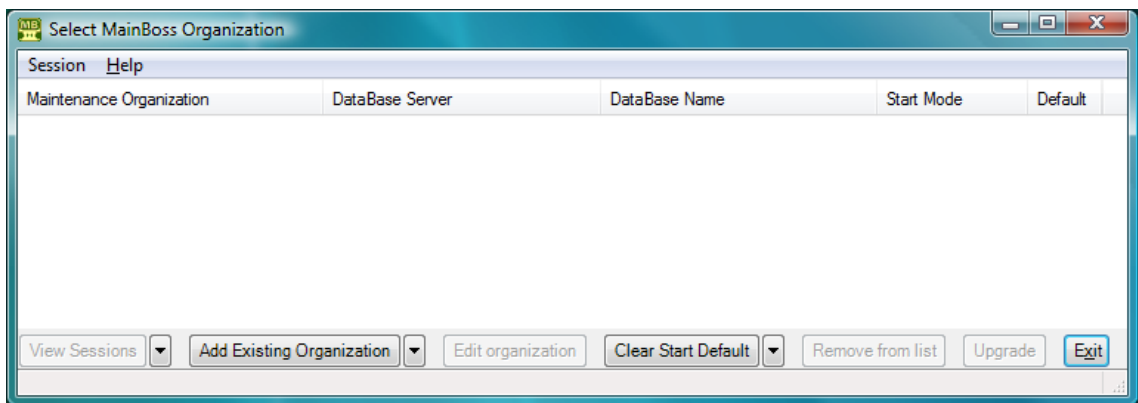 MB Select MainBoss Organization
Session Help
Maintenance Organization DataBase Server DataBase Name Start Mode Default
View Sessions Add Existing Organization Edit organization Clear Start Default Remove from list Upgrade Exit